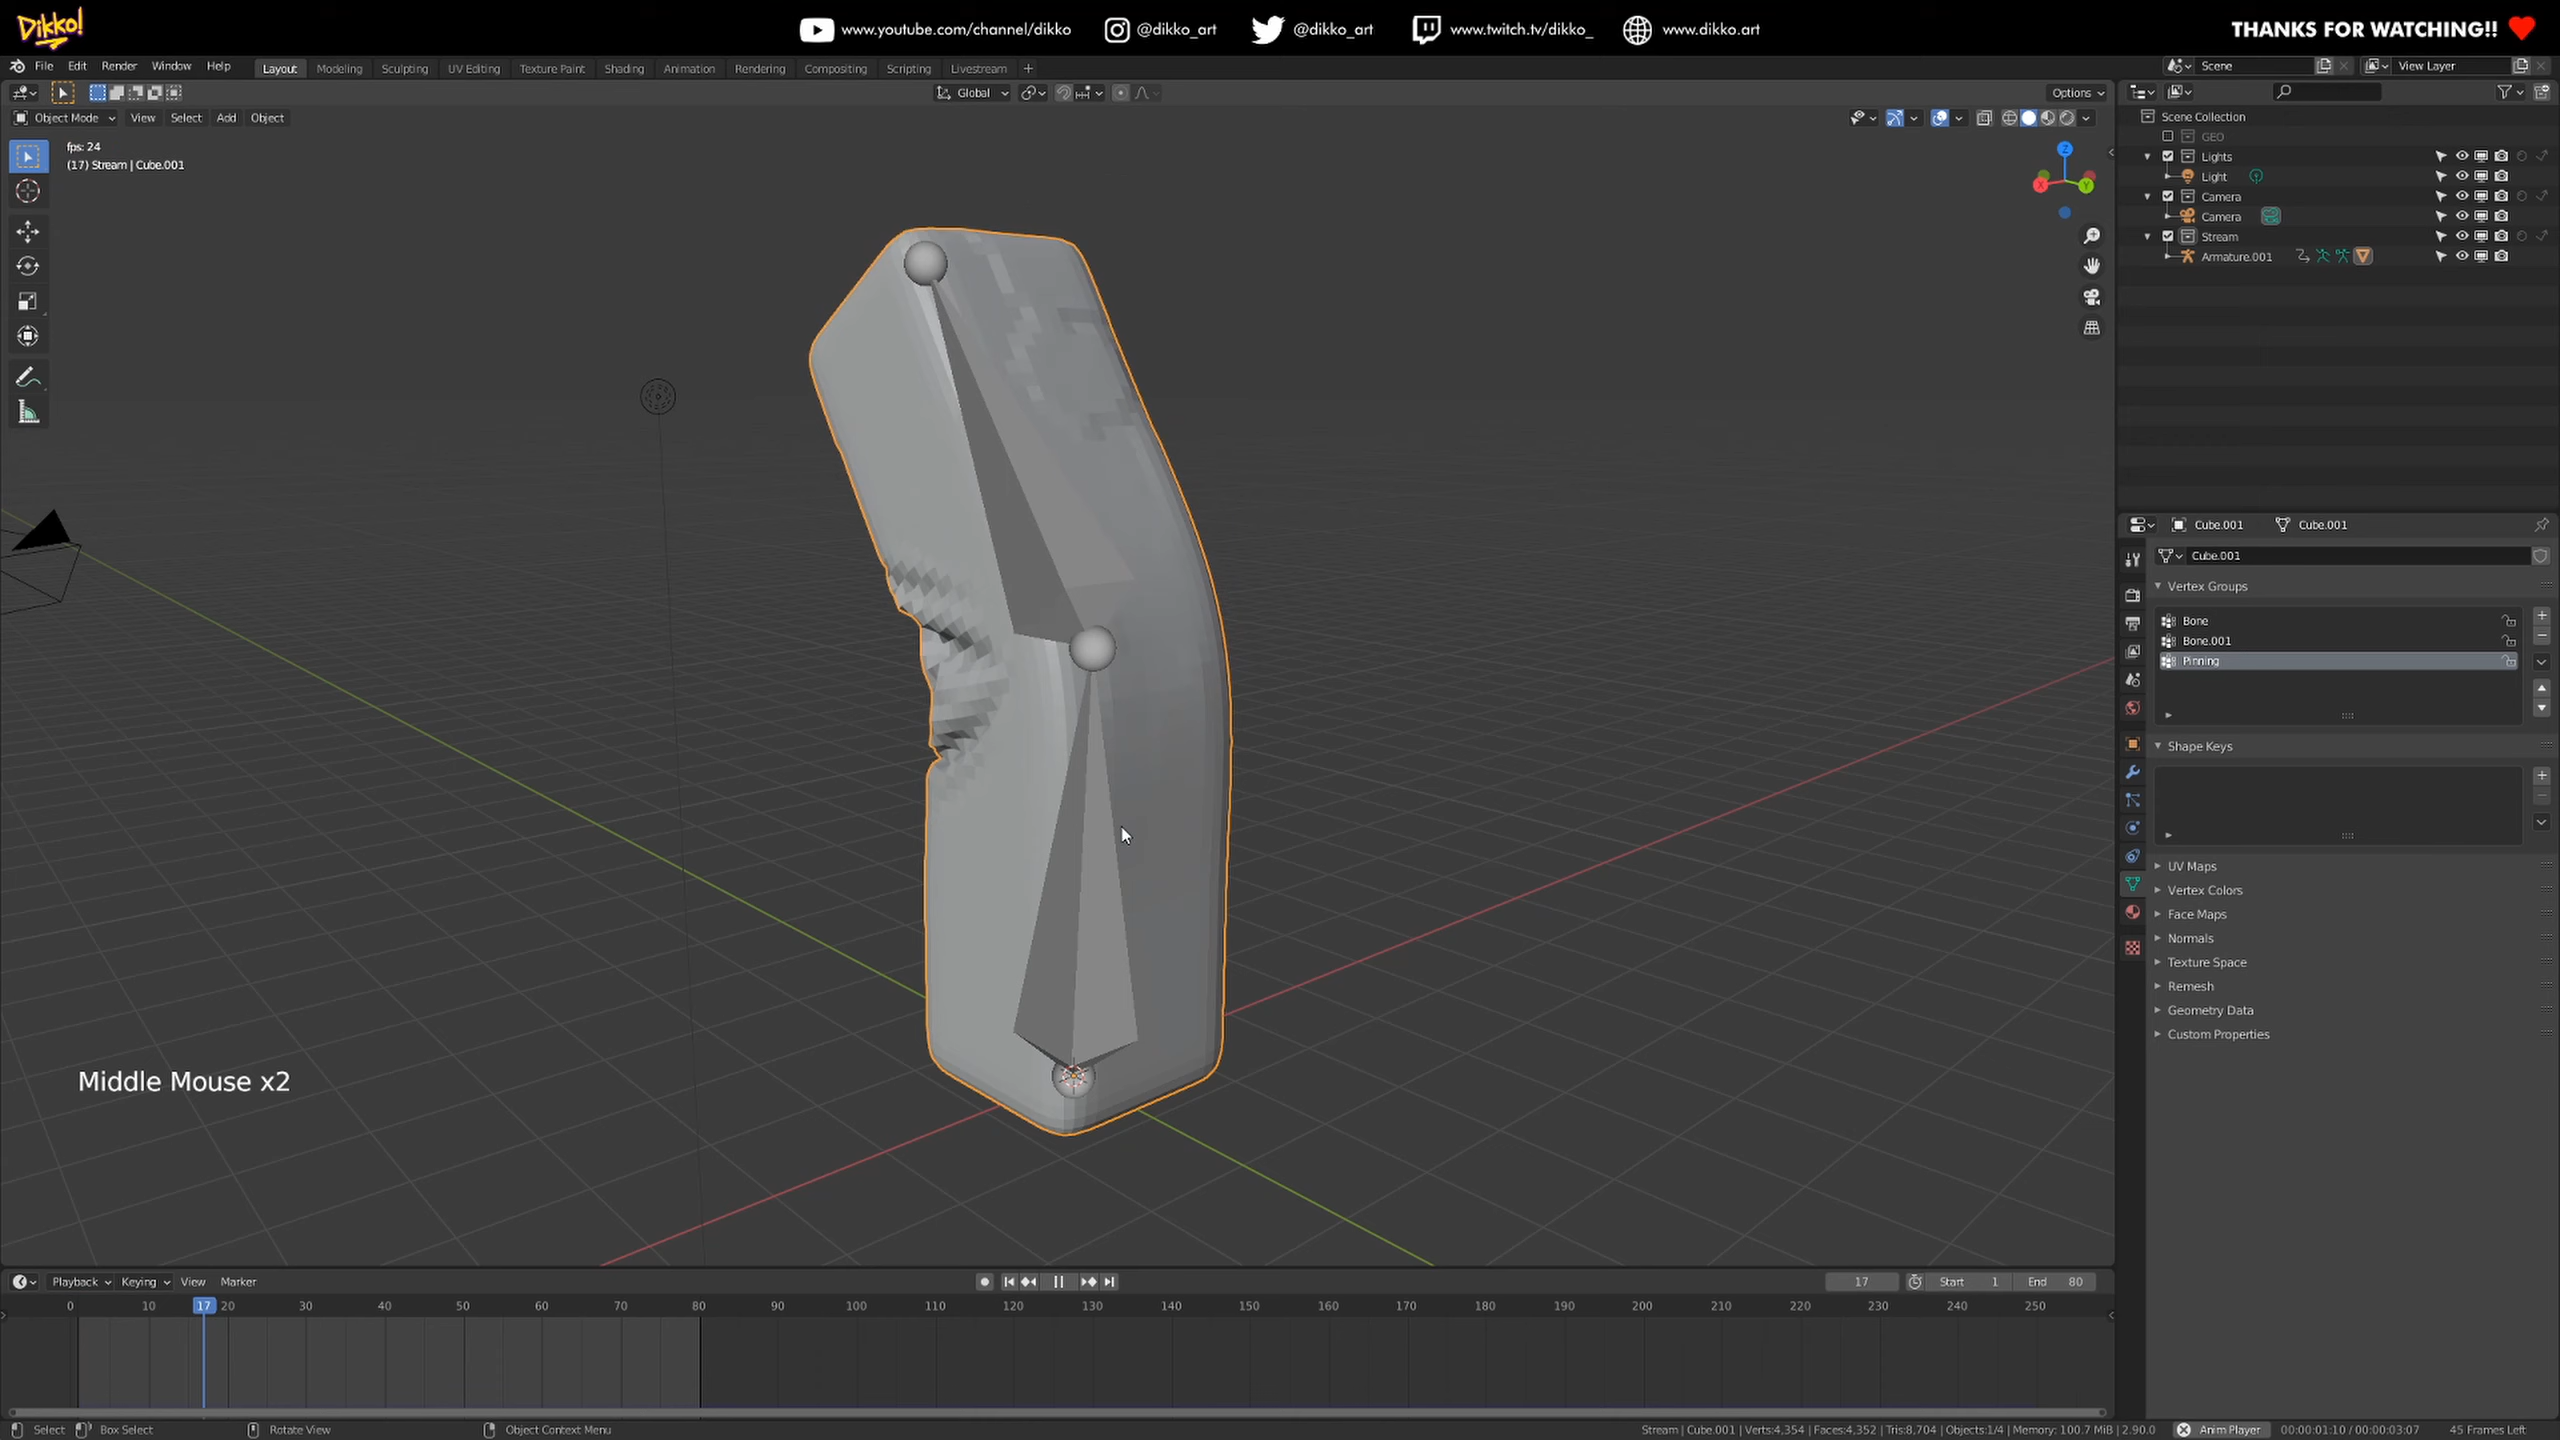 Dikko!
www.youtube.com/channel/dikko @dikko_art @dikko_art www.twitch.tv/dikko_ www.dikko.art THANKS FOR WATCHING!!
File Edit Render Window Help Layout Modeling Sculpting UV Editing Texture Paint Shading Animation Rendering Compositing Scripting Livestream + Scene View Layer
Global Options
Object Mode View Select Add Object
fps: 24
(17) Stream | Cube.001
Z
X
Y
Scene Collection
GEO
Lights
Light
Camera
Camera
Stream
Armature.001
Cube.001 Cube.001
Cube.001
Vertex Groups
Bone
Bone.001
Pinning
Shape Keys
UV Maps
Vertex Colors
Face Maps
Normals
Texture Space
Remesh
Geometry Data
Custom Properties
Middle Mouse x2
Playback Keying View Marker 17 Start 1 End 80
0 10 17 20 30 40 50 60 70 80 90 100 110 120 130 140 150 160 170 180 190 200 210 220 230 240 250
Select Box Select Rotate View Object Context Menu Stream | Cube.001 | Verts:4,354 | Faces:4,352 | Tris:8,704 | Objects:1/4 | Memory: 100.7 MiB | 2.90.0 Anim Player 00:00:01:10 / 00:00:03:07 45 Frames Left